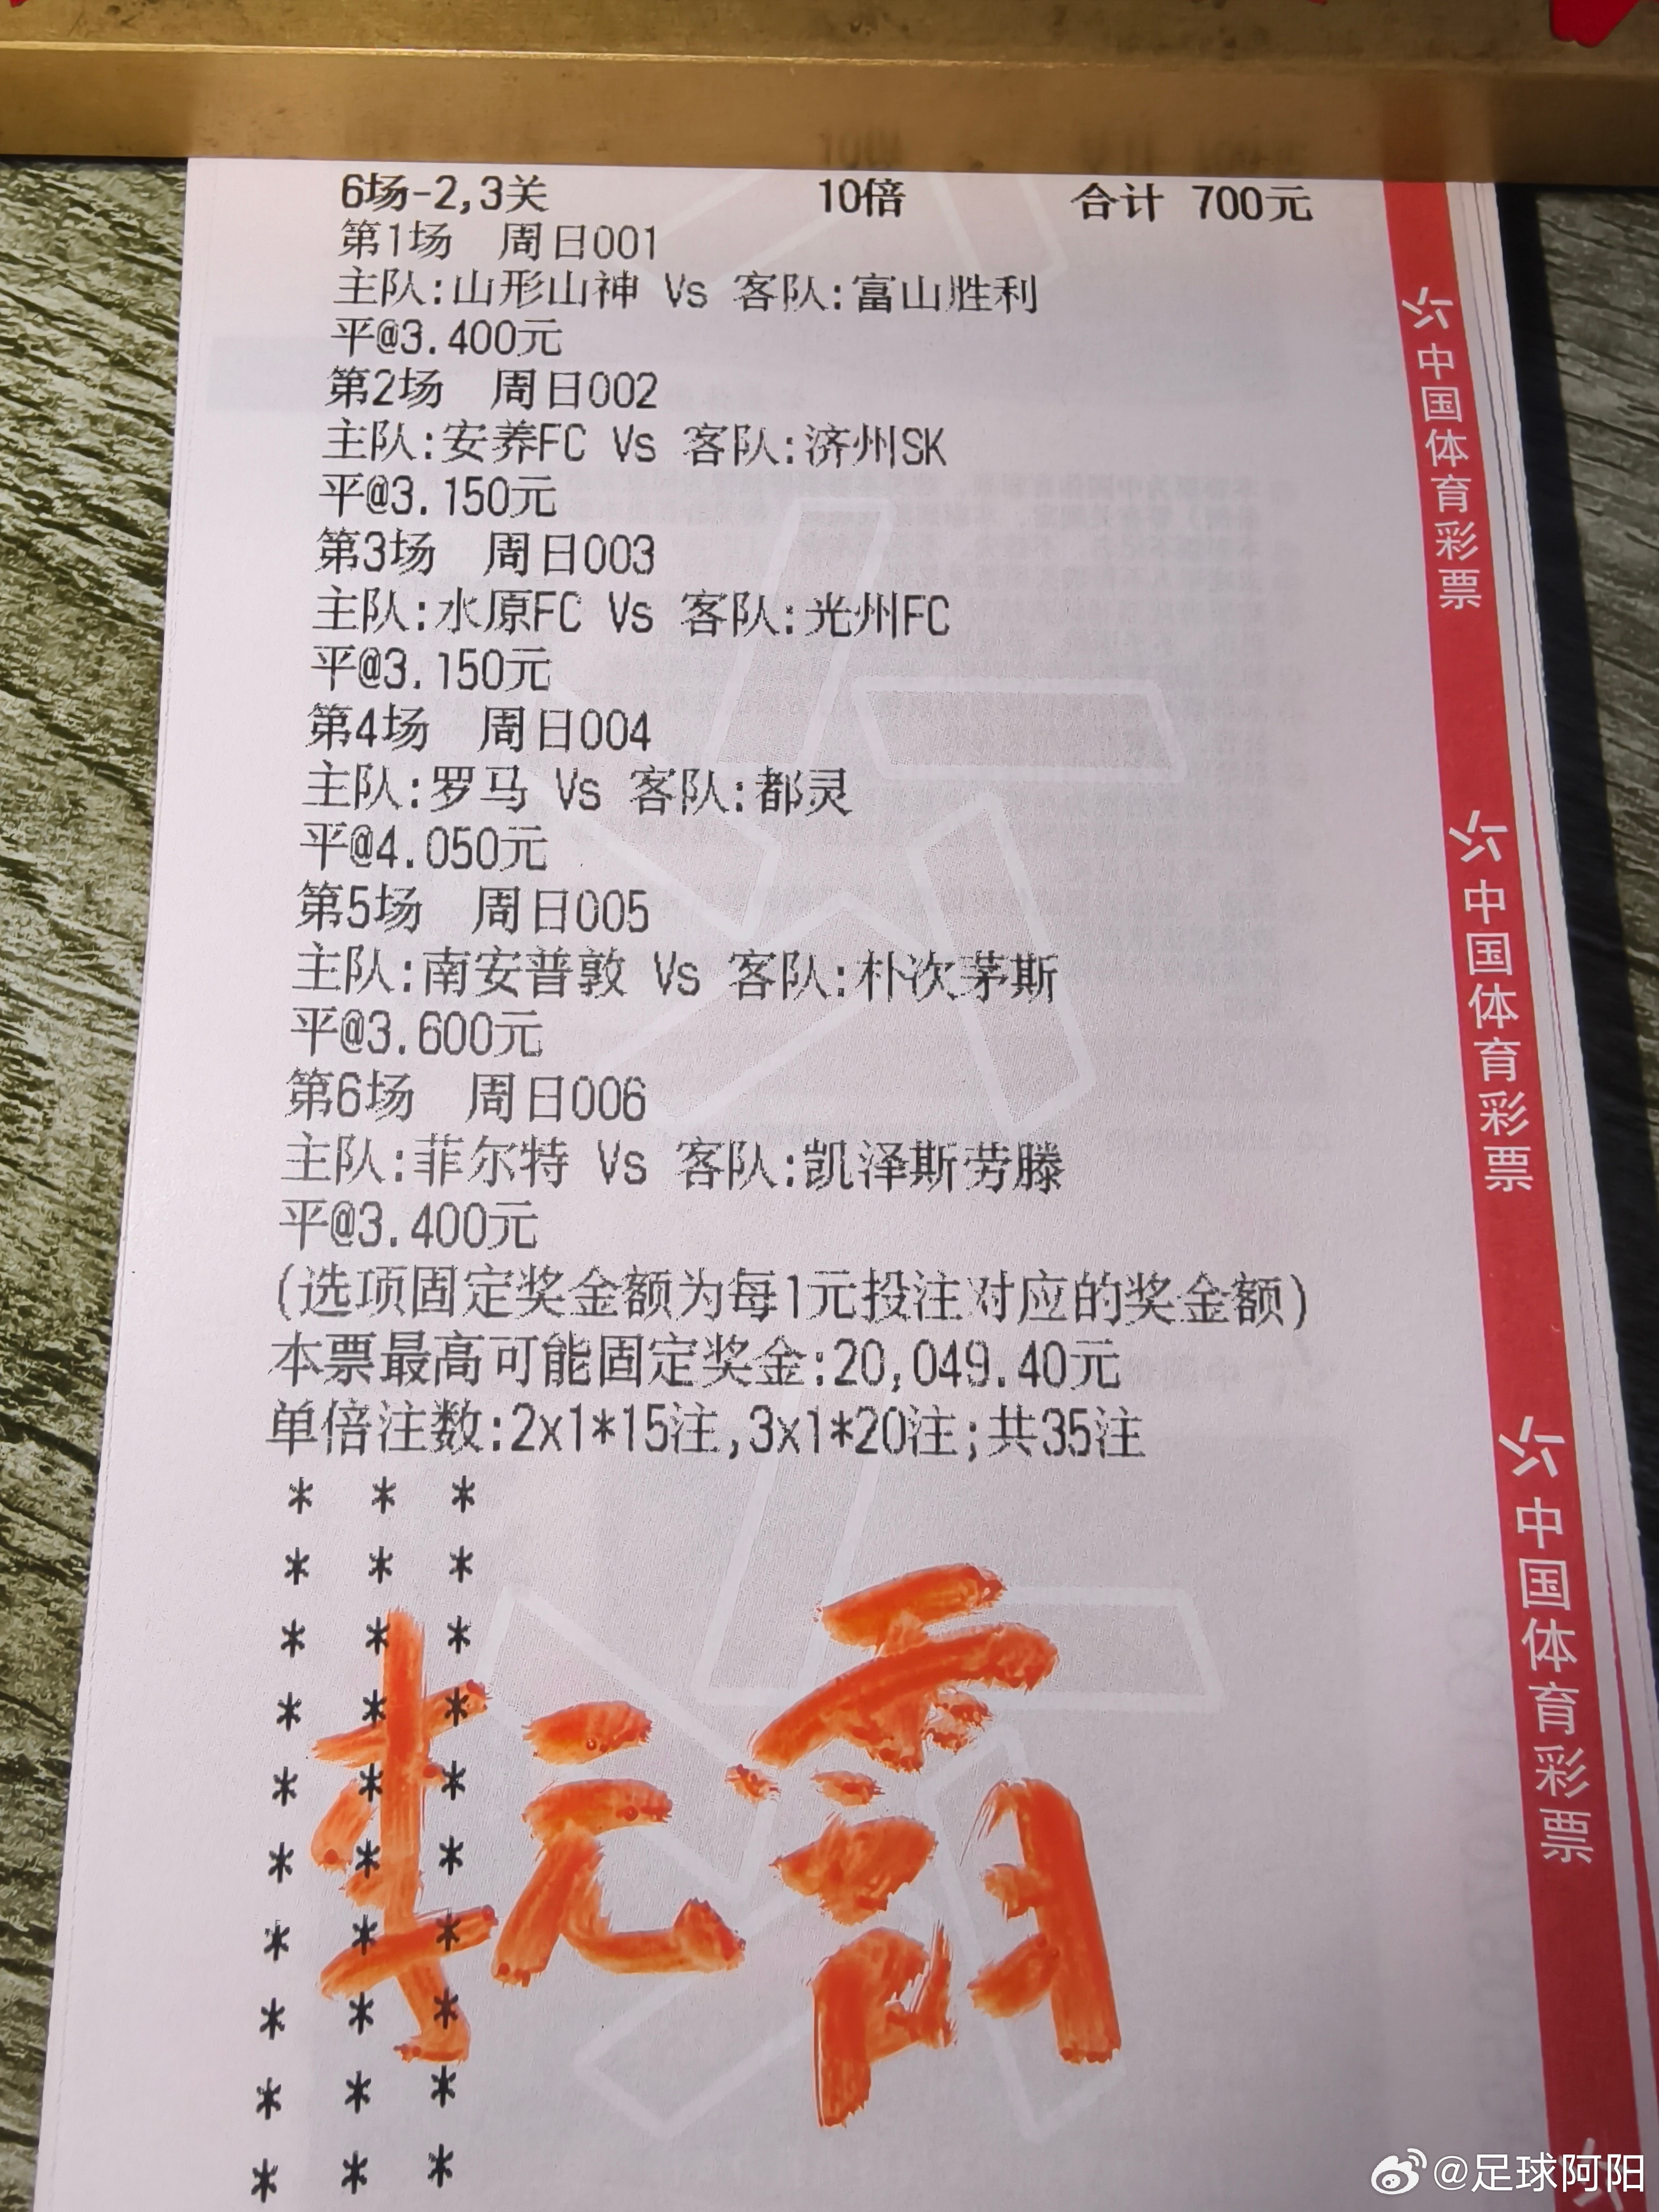 6场-2,3关 10倍 合计 700元
第1场 周日001
主队:山形山神 Vs 客队:富山胜利
平@3.400元
第2场 周日002
主队:安养FC Vs 客队:济州SK
平@3.150元
第3场 周日003
主队:水原FC Vs 客队:光州FC
平@3.150元
第4场 周日004
主队:罗马 Vs 客队:都灵
平@4.050元
第5场 周日005
主队:南安普敦 Vs 客队:朴次茅斯
平@3.600元
第6场 周日006
主队:菲尔特 Vs 客队:凯泽斯劳滕
平@3.400元
(选项固定奖金额为每1元投注对应的奖金额)
本票最高可能固定奖金:20,049.40元
单倍注数:2x1*15注,3x1*20注;共35注
* * *
* * *
* * *
* * *
* * *
* * *
* * *
* * *
* * *
* * *
中国体育彩票
中国体育彩票
中国体育彩票
@足球阿阳